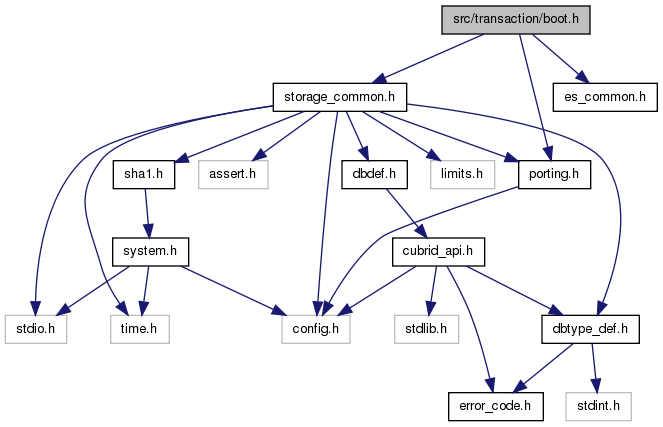 src/transaction/boot.h
storage_common.h
es_common.h
sha1.h
assert.h
dbdef.h
limits.h
porting.h
system.h
cubrid_api.h
stdio.h
time.h
config.h
stdlib.h
dbtype_def.h
error_code.h
stdint.h